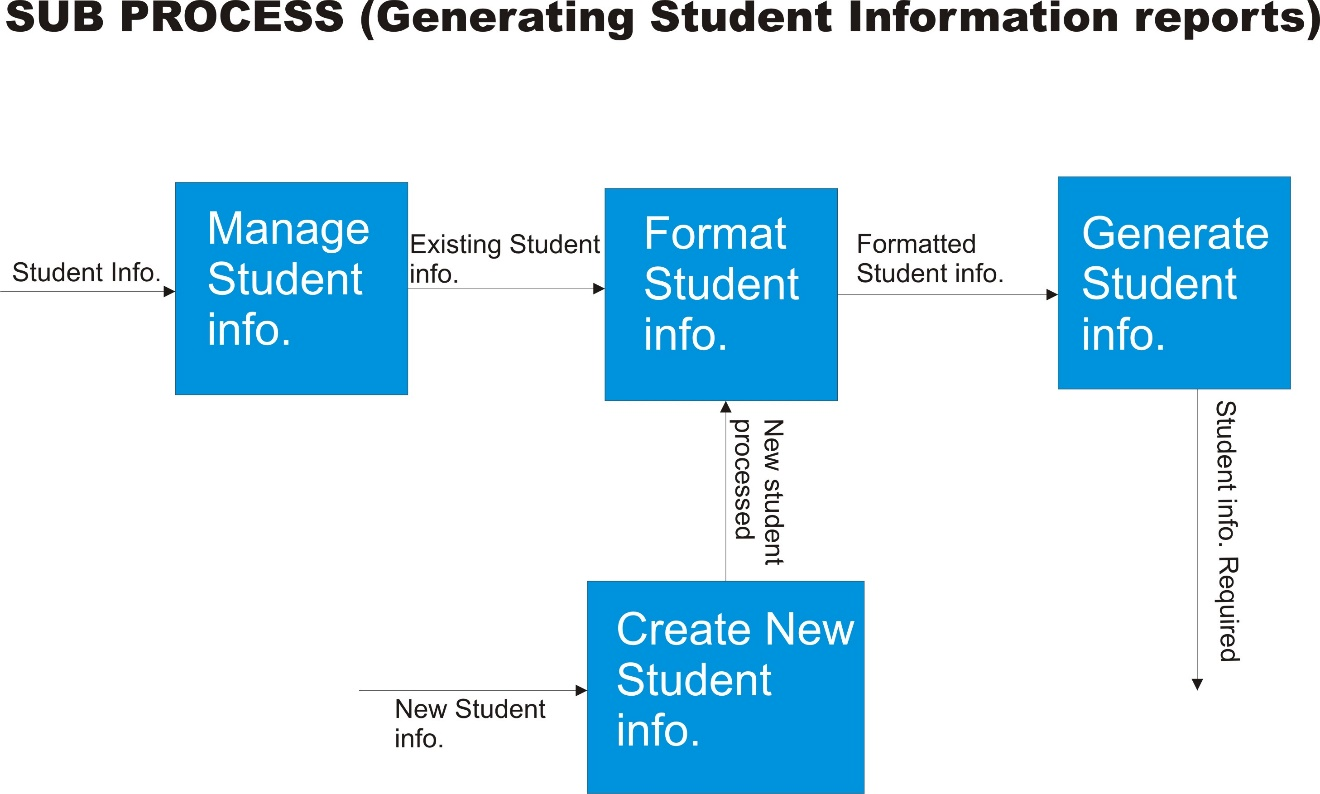 SUB PROCESS (Generating Student Information reports)
Student Info.
Manage
Student
info.
Existing Student
info.
Format
Student
info.
Formatted
Student info.
Generate
Student
info.
New student
processed
Student info. Required
New Student
info.
Create New
Student
info.